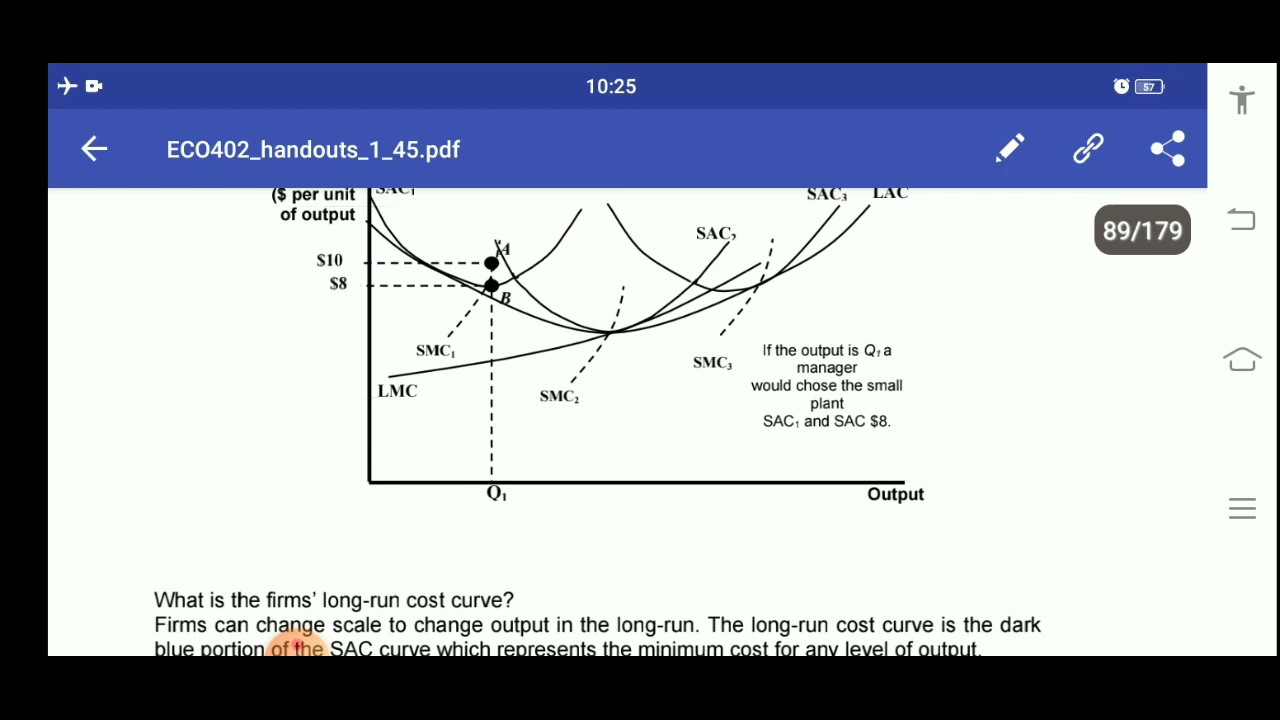 10:25
57
ECO402_handouts_1_45.pdf
89/179
SAC₁
($ per unit
of output
SAC₃
LAC
SAC₂
A
$10
$8
B
SMC₁
SMC₃
LMC
SMC₂
If the output is Q₁ a
manager
would chose the small
plant
SAC₁ and SAC $8.
Q₁
Output
What is the firms’ long-run cost curve?
Firms can change scale to change output in the long-run. The long-run cost curve is the dark
blue portion of the SAC curve which represents the minimum cost for any level of output.